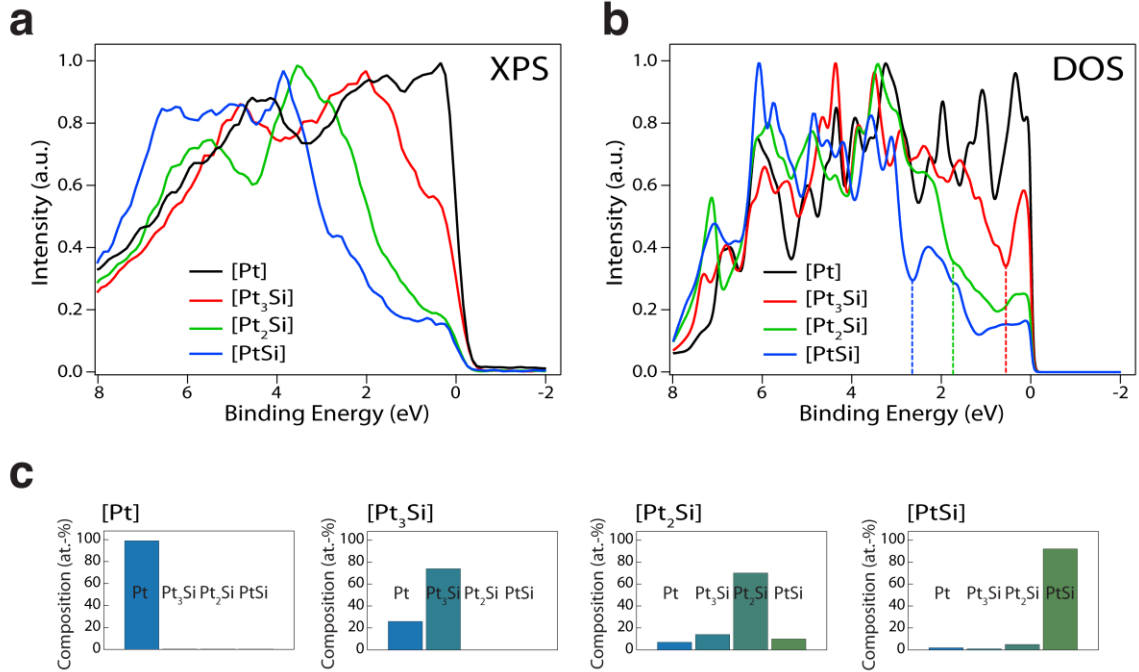 a
XPS
Intensity (a.u.)
1.0
0.8
0.6
0.4
0.2
0.0
[Pt]
[Pt₃Si]
[Pt₂Si]
[PtSi]
8 6 4 2 0 -2
Binding Energy (eV)
b
DOS
Intensity (a.u.)
1.0
0.8
0.6
0.4
0.2
0.0
[Pt]
[Pt₃Si]
[Pt₂Si]
[PtSi]
8 6 4 2 0 -2
Binding Energy (eV)
c
[Pt]
Composition (at.-%)
100
80
60
40
20
0
Pt Pt₃Si Pt₂Si PtSi
[Pt₃Si]
Composition (at.-%)
100
80
60
40
20
0
Pt Pt₃Si Pt₂Si PtSi
[Pt₂Si]
Composition (at.-%)
100
80
60
40
20
0
Pt Pt₃Si Pt₂Si PtSi
[PtSi]
Composition (at.-%)
100
80
60
40
20
0
Pt Pt₃Si Pt₂Si PtSi